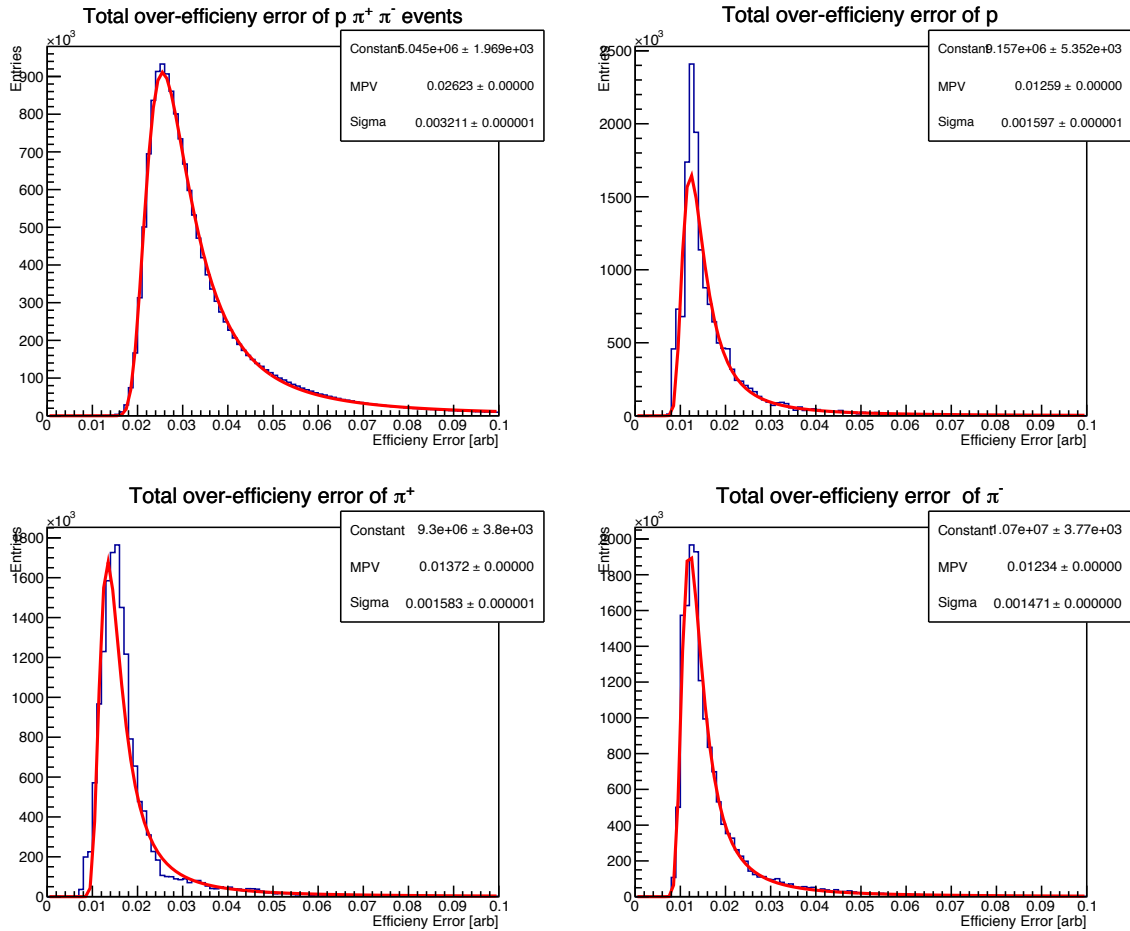 Total over-efficieny error of p π⁺ π⁻ events
×10³
Entries
Constant 5.045e+06 ± 1.969e+03
MPV 0.02623 ± 0.00000
Sigma 0.003211 ± 0.000001
900
800
700
600
500
400
300
200
100
0
0 0.01 0.02 0.03 0.04 0.05 0.06 0.07 0.08 0.09 0.1
Efficieny Error [arb]
Total over-efficieny error of p
×10³
Entries
Constant 9.157e+06 ± 5.352e+03
MPV 0.01259 ± 0.00000
Sigma 0.001597 ± 0.000001
2500
2000
1500
1000
500
0
0 0.01 0.02 0.03 0.04 0.05 0.06 0.07 0.08 0.09 0.1
Efficieny Error [arb]
Total over-efficieny error of π⁺
×10³
Entries
Constant 9.3e+06 ± 3.8e+03
MPV 0.01372 ± 0.00000
Sigma 0.001583 ± 0.000001
1800
1600
1400
1200
1000
800
600
400
200
0
0 0.01 0.02 0.03 0.04 0.05 0.06 0.07 0.08 0.09 0.1
Efficieny Error [arb]
Total over-efficieny error of π⁻
×10³
Entries
Constant 1.07e+07 ± 3.77e+03
MPV 0.01234 ± 0.00000
Sigma 0.001471 ± 0.000000
2000
1800
1600
1400
1200
1000
800
600
400
200
0
0 0.01 0.02 0.03 0.04 0.05 0.06 0.07 0.08 0.09 0.1
Efficieny Error [arb]